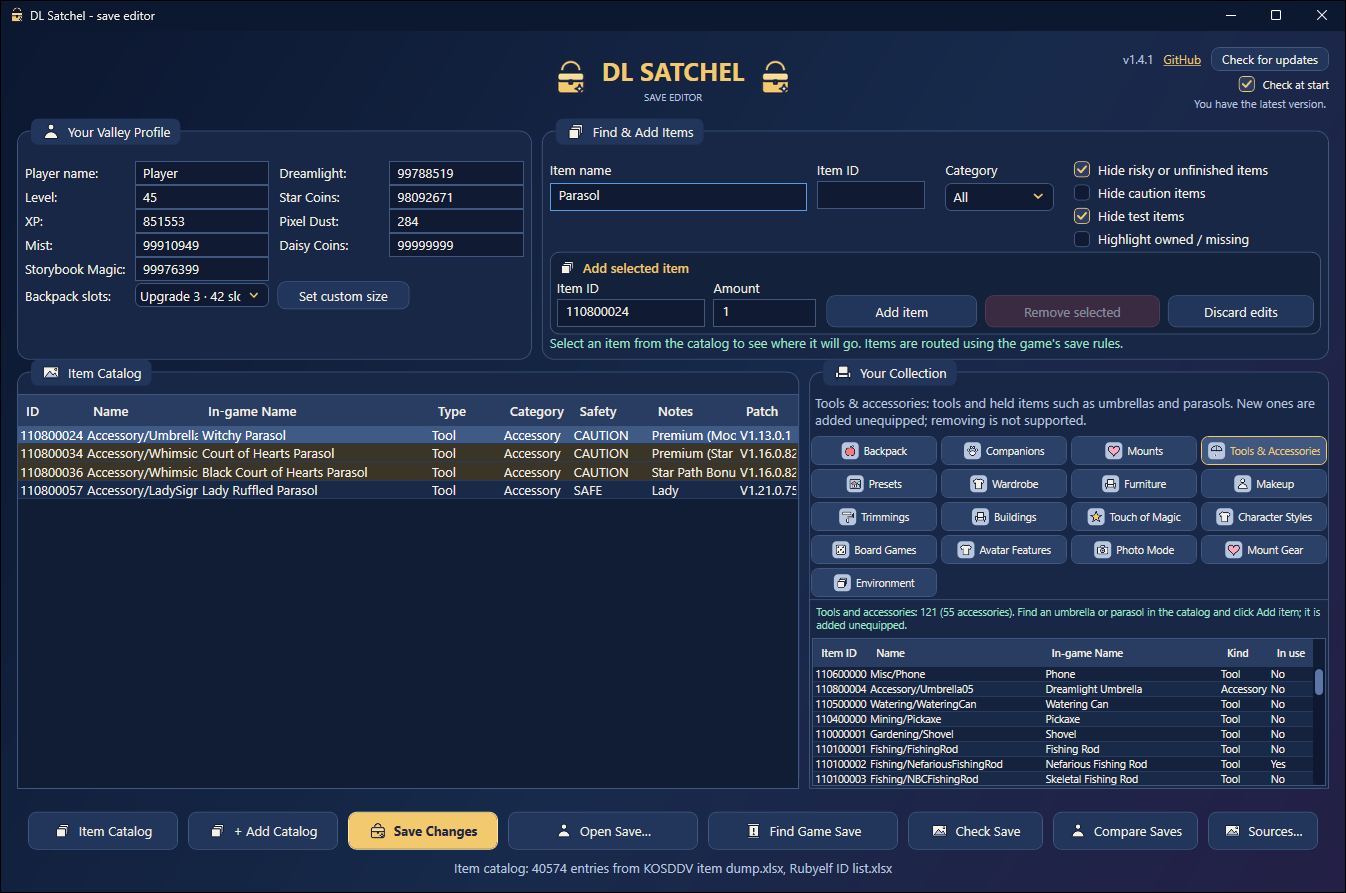 DL Satchel - save editor
DL SATCHEL
SAVE EDITOR
v1.4.1 GitHub Check for updates
Check at start
You have the latest version.
Your Valley Profile
Player name: Player Dreamlight: 99788519
Level: 45 Star Coins: 98092671
XP: 851553 Pixel Dust: 284
Mist: 99910949 Daisy Coins: 99999999
Storybook Magic: 99976399
Backpack slots: Upgrade 3 · 42 slc Set custom size
Find & Add Items
Item name Item ID Category
Parasol All
Hide risky or unfinished items
Hide caution items
Hide test items
Highlight owned / missing
Add selected item
Item ID Amount
110800024 1 Add item Remove selected Discard edits
Select an item from the catalog to see where it will go. Items are routed using the game's save rules.
Item Catalog
ID Name In-game Name Type Category Safety Notes Patch
110800024 Accessory/Umbrella Witchy Parasol Tool Accessory CAUTION Premium (Moc V1.13.0.1
110800034 Accessory/Whimsic Court of Hearts Parasol Tool Accessory CAUTION Premium (Star V1.16.0.82
110800036 Accessory/Whimsic Black Court of Hearts Parasol Tool Accessory CAUTION Star Path Bonu V1.16.0.82
110800057 Accessory/LadySigr Lady Ruffled Parasol Tool Accessory SAFE Lady V1.21.0.75
Your Collection
Tools & accessories: tools and held items such as umbrellas and parasols. New ones are
added unequipped; removing is not supported.
Backpack Companions Mounts Tools & Accessories
Presets Wardrobe Furniture Makeup
Trimmings Buildings Touch of Magic Character Styles
Board Games Avatar Features Photo Mode Mount Gear
Environment
Tools and accessories: 121 (55 accessories). Find an umbrella or parasol in the catalog and click Add item; it is
added unequipped.
Item ID Name In-game Name Kind In use
110600000 Misc/Phone Phone Tool No
110800004 Accessory/Umbrella05 Dreamlight Umbrella Accessory No
110500000 Watering/WateringCan Watering Can Tool No
110400000 Mining/Pickaxe Pickaxe Tool No
110000001 Gardening/Shovel Shovel Tool No
110100001 Fishing/FishingRod Fishing Rod Tool No
110100002 Fishing/NefariousFishingRod Nefarious Fishing Rod Tool Yes
110100003 Fishing/NBCFishingRod Skeletal Fishing Rod Tool No
Item Catalog + Add Catalog Save Changes Open Save... Find Game Save Check Save Compare Saves Sources...
Item catalog: 40574 entries from KOSDDV item dump.xlsx, Rubyelf ID list.xlsx